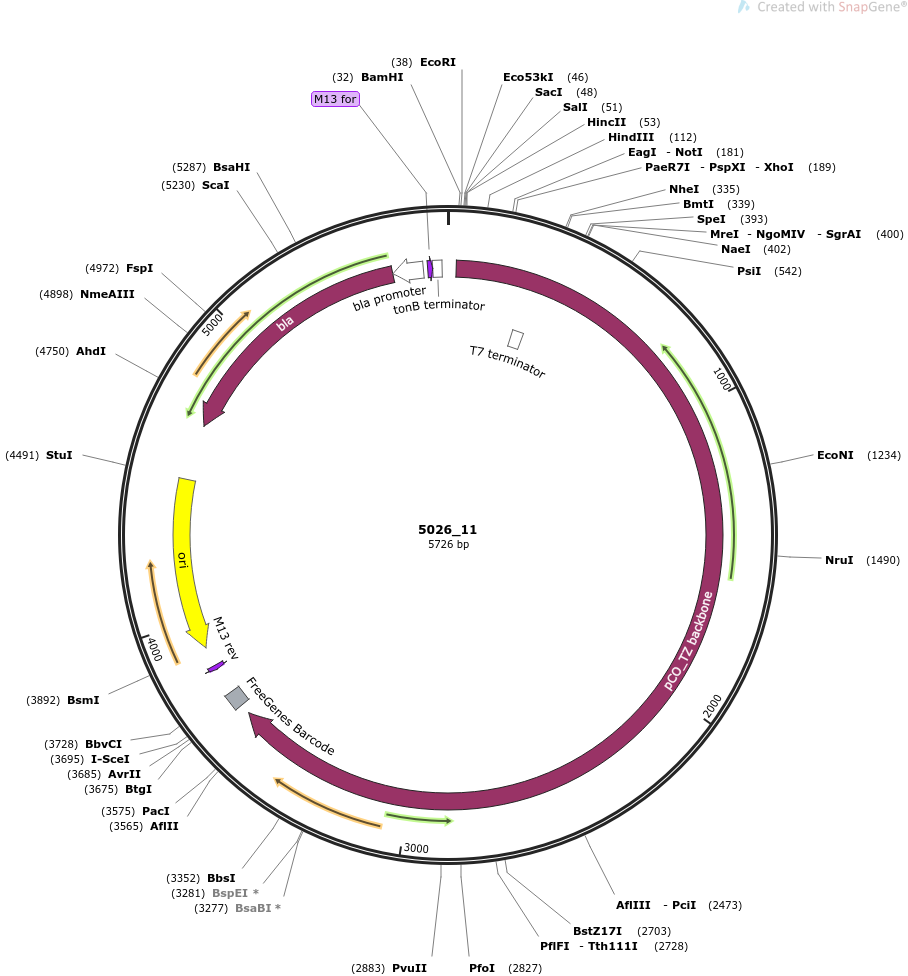 Created with SnapGene®
(38) EcoRI
(32) BamHI
M13 for
Eco53kI (46)
SacI (48)
SalI (51)
HincII (53)
HindIII (112)
EagI - NotI (181)
PaeR7I - PspXI - XhoI (189)
NheI (335)
BmtI (339)
SpeI (393)
MreI - NgoMIV - SgrAI (400)
NaeI (402)
PsiI (542)
(5287) BsaHI
(5230) ScaI
(4972) FspI
(4898) NmeAIII
(4750) AhdI
(4491) StuI
bla promoter
tonB terminator
bla
T7 terminator
5000
1000
EcoNI (1234)
NruI (1490)
5026_11
5726 bp
ori
M13 rev
4000
pCO_TZ backbone
FreeGenes Barcode
2000
3000
(3892) BsmI
(3728) BbvCI
(3695) I-SceI
(3685) AvrII
(3675) BtgI
(3575) PacI
(3565) AflII
(3352) BbsI
(3281) BspEI *
(3277) BsaBI *
AflIII - PciI (2473)
BstZ17I (2703)
PflFI - Tth111I (2728)
(2883) PvuII
PfoI (2827)